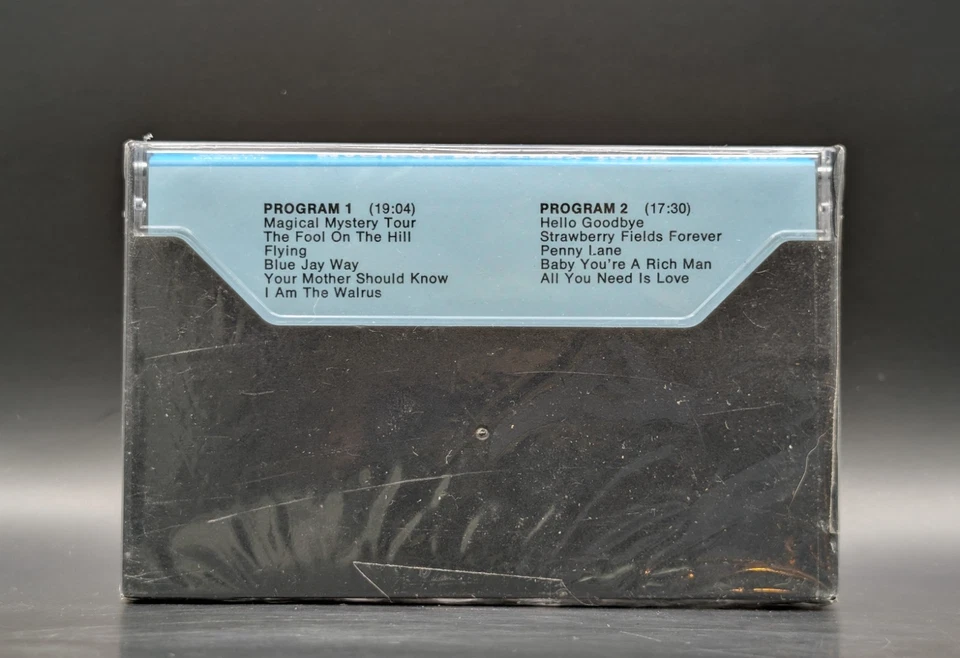 PROGRAM 1 (19:04)
Magical Mystery Tour
The Fool On The Hill
Flying
Blue Jay Way
Your Mother Should Know
I Am The Walrus
PROGRAM 2 (17:30)
Hello Goodbye
Strawberry Fields Forever
Penny Lane
Baby You're A Rich Man
All You Need Is Love